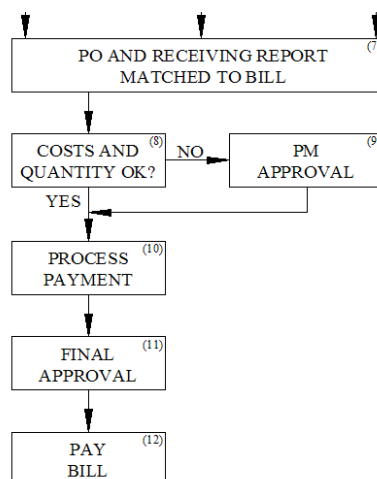 (7)
PO AND RECEIVING REPORT
MATCHED TO BILL
(8)
COSTS AND
QUANTITY OK?
NO
(9)
PM
APPROVAL
YES
(10)
PROCESS
PAYMENT
(11)
FINAL
APPROVAL
(12)
PAY
BILL